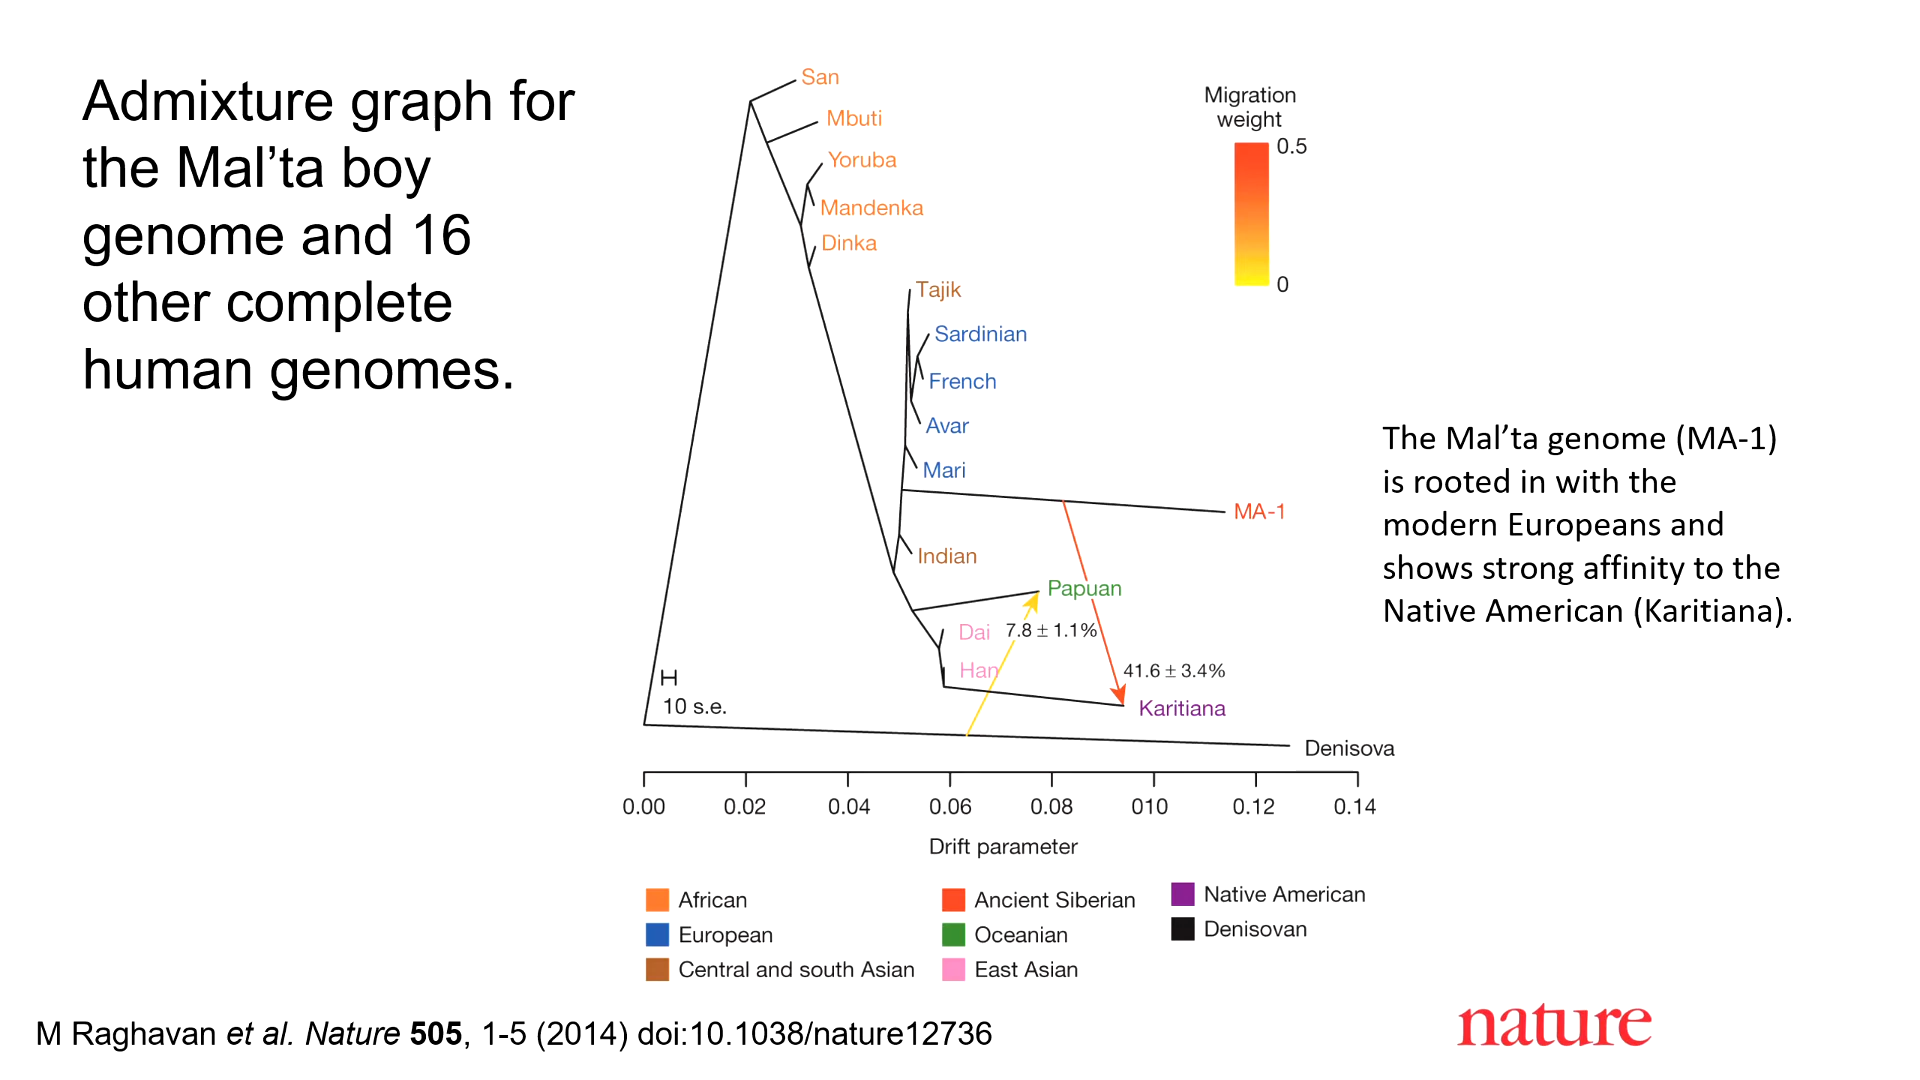 Admixture graph for
the Mal’ta boy
genome and 16
other complete
human genomes.
San
Mbuti
Yoruba
Mandenka
Dinka
Tajik
Sardinian
French
Avar
Mari
MA-1
Indian
Papuan
Dai
7.8 ± 1.1%
Han
41.6 ± 3.4%
Karitiana
Denisova
10 s.e.
Migration
weight
0.5
0
The Mal’ta genome (MA-1)
is rooted in with the
modern Europeans and
shows strong affinity to the
Native American (Karitiana).
0.00 0.02 0.04 0.06 0.08 010 0.12 0.14
Drift parameter
African
European
Central and south Asian
Ancient Siberian
Oceanian
East Asian
Native American
Denisovan
M Raghavan et al. Nature 505, 1-5 (2014) doi:10.1038/nature12736
nature